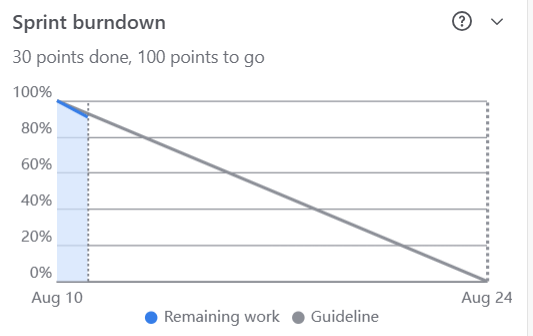 Sprint burndown
30 points done, 100 points to go
100%
80%
60%
40%
20%
0%
Aug 10 Aug 24
Remaining work Guideline